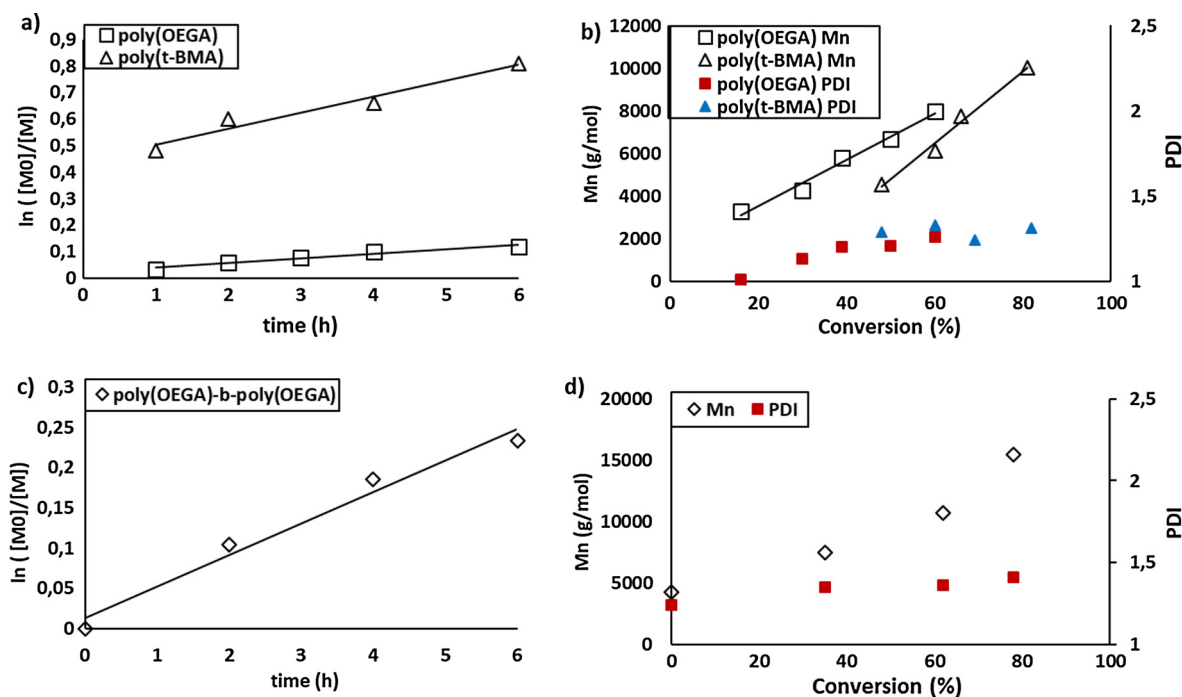 a)
0,9
0,8
0,7
0,6
0,5
0,4
0,3
0,2
0,1
0
ln ( [M0]/[M])
poly(OEGA)
poly(t-BMA)
0 1 2 3 4 5 6
time (h)
b)
12000
10000
8000
6000
4000
2000
0
Mn (g/mol)
poly(OEGA) Mn
poly(t-BMA) Mn
poly(OEGA) PDI
poly(t-BMA) PDI
2,5
2
1,5
1
PDI
0 20 40 60 80 100
Conversion (%)
c)
0,3
0,25
0,2
0,15
0,1
0,05
0
ln ( [M0]/[M])
poly(OEGA)-b-poly(OEGA)
0 1 2 3 4 5 6
time (h)
d)
20000
15000
10000
5000
0
Mn (g/mol)
Mn PDI
2,5
2
1,5
1
PDI
0 20 40 60 80 100
Conversion (%)